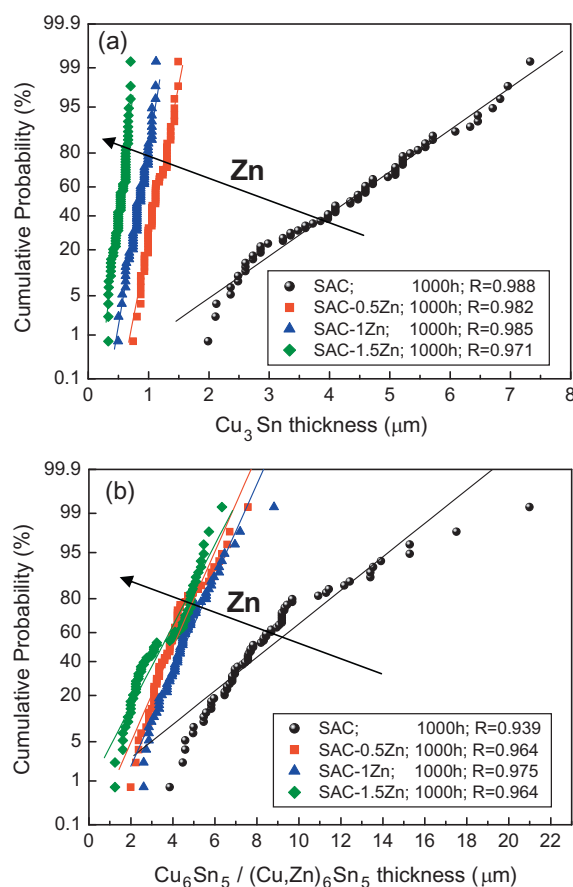 99.9
(a)
99
95
80
60
40
20
5
1
0.1
Cumulative Probability (%)
Zn
SAC; 1000h; R=0.988
SAC-0.5Zn; 1000h; R=0.982
SAC-1Zn; 1000h; R=0.985
SAC-1.5Zn; 1000h; R=0.971
0 1 2 3 4 5 6 7 8
Cu₃Sn thickness (μm)
99.9
(b)
99
95
80
60
40
20
5
1
0.1
Cumulative Probability (%)
Zn
SAC; 1000h; R=0.939
SAC-0.5Zn; 1000h; R=0.964
SAC-1Zn; 1000h; R=0.975
SAC-1.5Zn; 1000h; R=0.964
0 2 4 6 8 10 12 14 16 18 20 22
Cu₆Sn₅ / (Cu,Zn)₆Sn₅ thickness (μm)